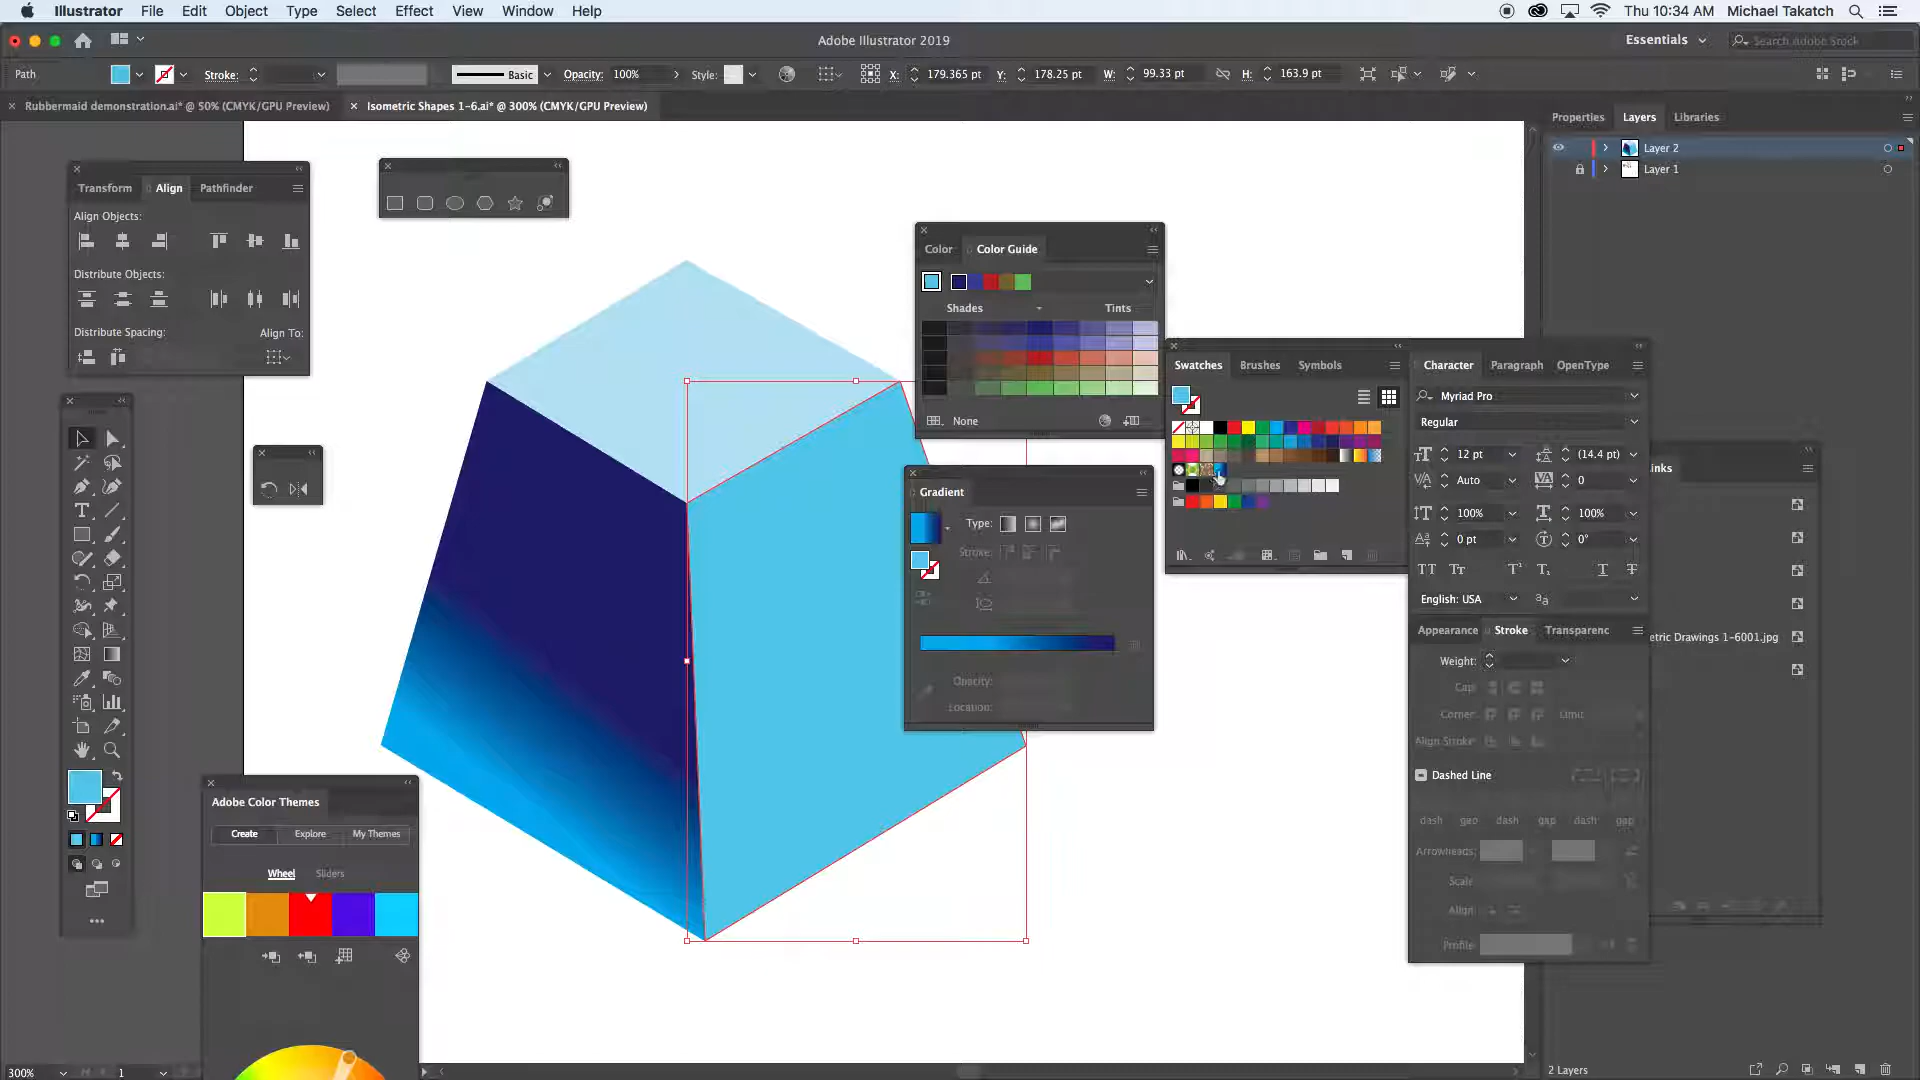 Illustrator File Edit Object Type Select Effect View Window Help
Thu 10:34 AM Michael Takatch
Adobe Illustrator 2019
Essentials
Search Adobe Stock
Path
Stroke:
Basic
Opacity: 100%
Style:
X: 179.365 pt Y: 178.25 pt W: 99.33 pt H: 163.9 pt
Rubbermaid demonstration.ai* @ 50% (CMYK/GPU Preview)
Isometric Shapes 1-6.ai* @ 300% (CMYK/GPU Preview)
Properties Layers Libraries
Layer 2
Layer 1
Transform Align Pathfinder
Align Objects:
Distribute Objects:
Distribute Spacing: Align To:
Color Color Guide
Shades Tints
None
Swatches Brushes Symbols
Character Paragraph OpenType
Myriad Pro
Regular
12 pt (14.4 pt)
Auto 0
100% 100%
0 pt 0°
English: USA
Gradient
Type:
Stroke:
Opacity:
Location:
inks
etric Drawings 1-6001.jpg
Appearance Stroke Transparenc
Weight:
Cap:
Corner: Limit
Align Stroke:
Dashed Line
dash gap dash gap dash gap
Arrowheads:
Scale
Align
Profile:
Adobe Color Themes
Create Explore My Themes
Wheel Sliders
300% 1
2 Layers